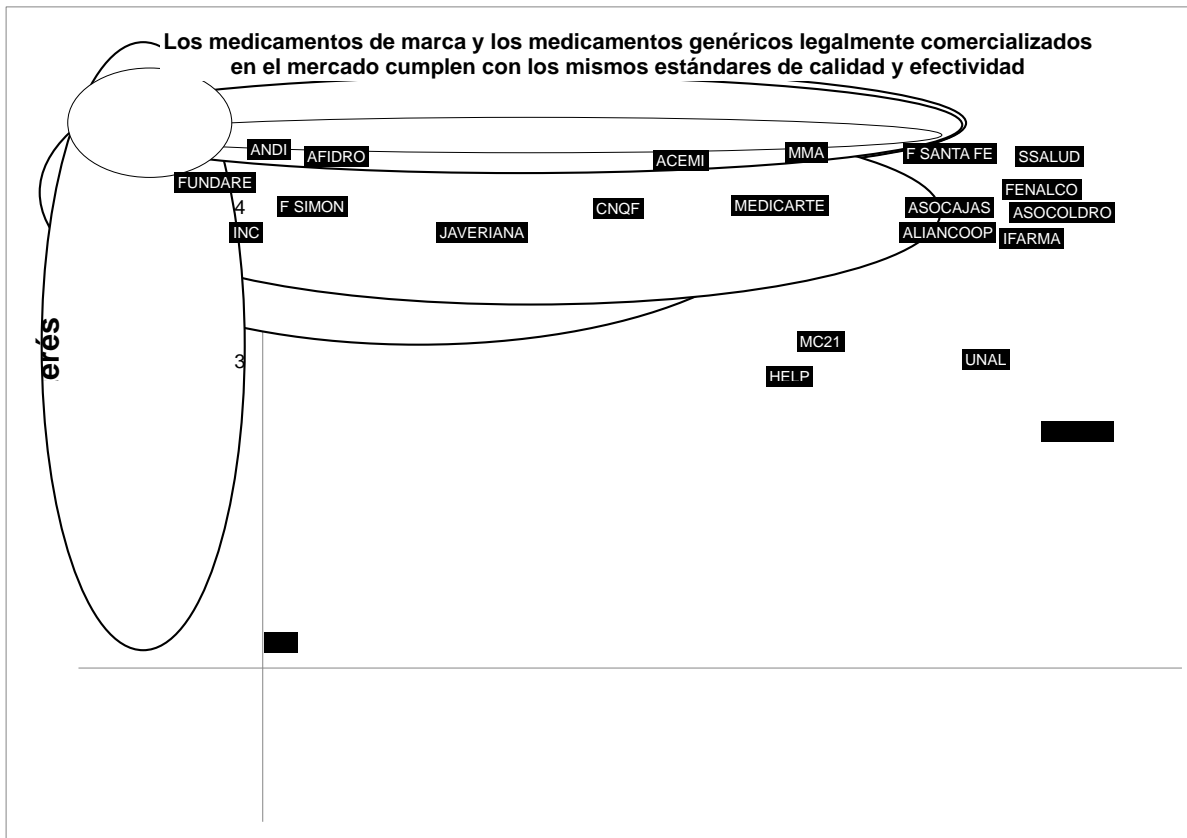 Los medicamentos de marca y los medicamentos genéricos legalmente comercializados
en el mercado cumplen con los mismos estándares de calidad y efectividad
ANDI AFIDRO ACEMI MMA F SANTA FE SSALUD
FUNDARE FENALCO
4 F SIMON CNQF MEDICARTE ASOCAJAS ASOCOLDRO
INC JAVERIANA ALIANCOOP IFARMA
erés
MC21
3 UNAL
HELP